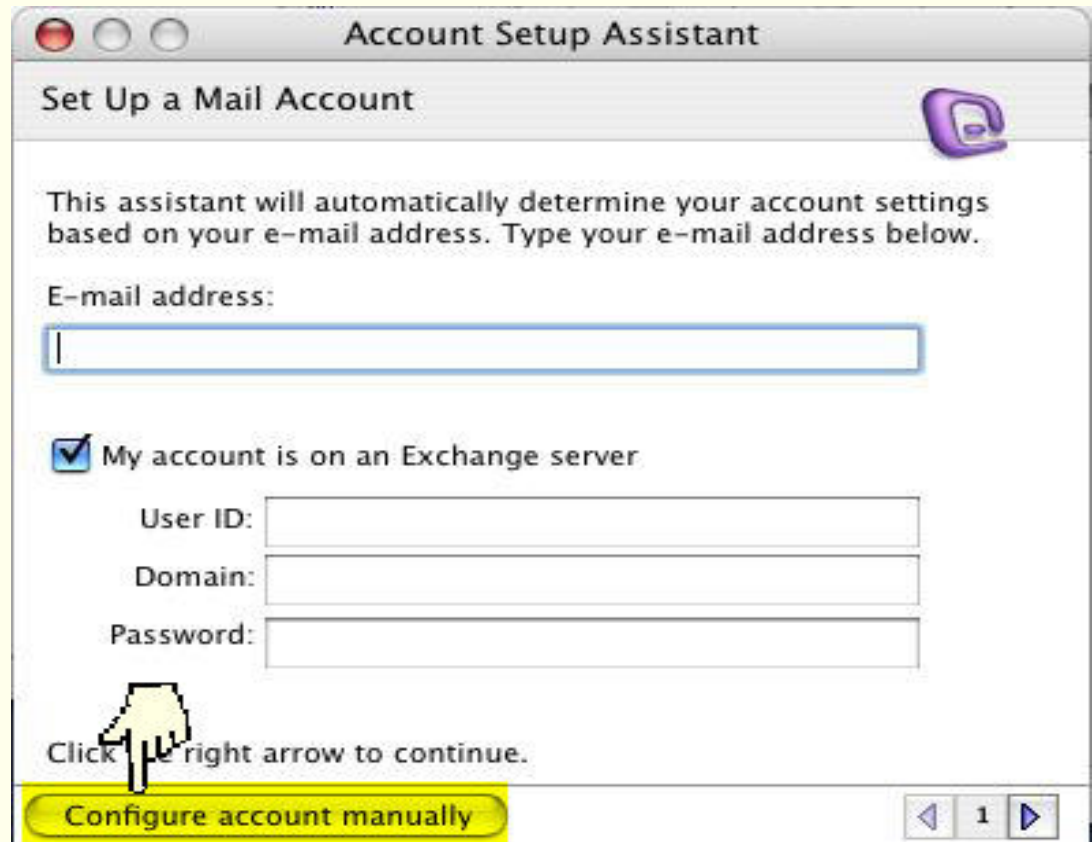 Account Setup Assistant
Set Up a Mail Account
This assistant will automatically determine your account settings
based on your e-mail address. Type your e-mail address below.
E-mail address:
My account is on an Exchange server
User ID:
Domain:
Password:
Click right arrow to continue.
Configure account manually
1